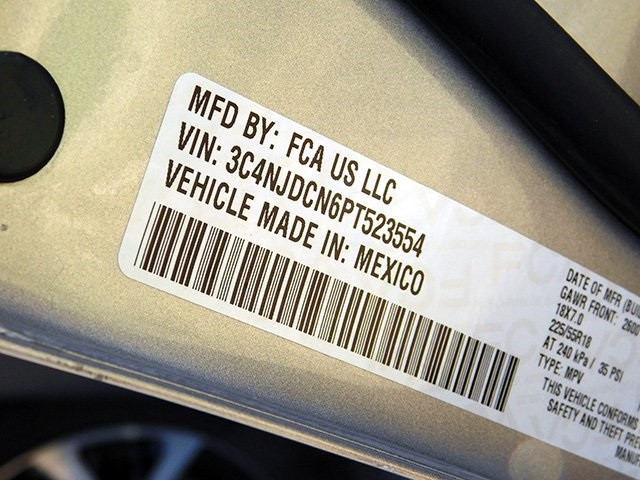 MFD BY: FCA US LLC
VIN: 3C4NJDCN6PT523554
VEHICLE MADE IN: MEXICO
DATE OF MFR
GAWR FRONT:
18X7.0
225/55R18
AT 240 kPa / 35 PSI
TYPE: MPV
THIS VEHICLE CONFORMS
SAFETY AND THEFT